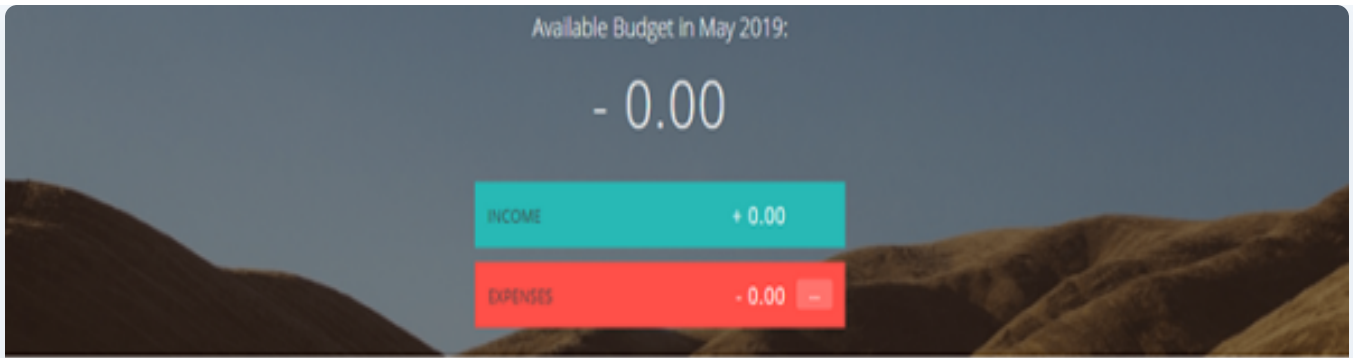 Available Budget in May 2019:
- 0.00
INCOME + 0.00
EXPENSES - 0.00 ...